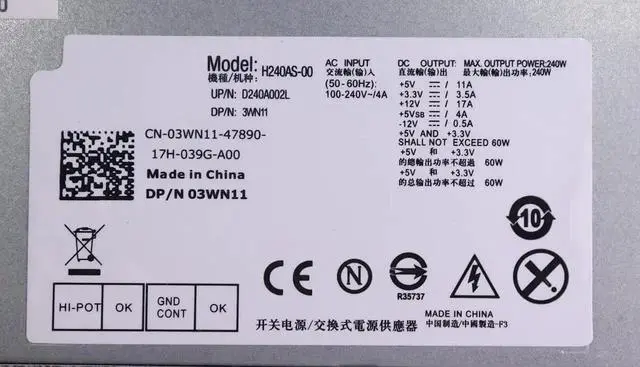 Model: H240AS-00
機種/机种:
UP/N: D240A002L
DP/N: 3WN11
AC INPUT
交流輸(输)入
(50-60Hz):
100-240V~/4A
DC OUTPUT: MAX. OUTPUT POWER:240W
直流輸(输)出 最大輸(输)出功率: 240W
+5V ⎓/ 11A
+3.3V ⎓/ 3.5A
+12V ⎓/ 17A
+5VSB ⎓/ 4A
-12V ⎓/ 0.5A
+5V AND +3.3V
SHALL NOT EXCEED 60W
+5V 和 +3.3V
的總輸出功率不超過 60W
+5V 和 +3.3V
的总输出功率不超过 60W
CN-03WN11-47890-
17H-039G-A00
Made in China
DP/N 03WN11
10
CE
N
R35737
HI-POT OK
GND CONT OK
开关电源/交換式電源供應器
MADE IN CHINA
中国制造/中國製造-F3